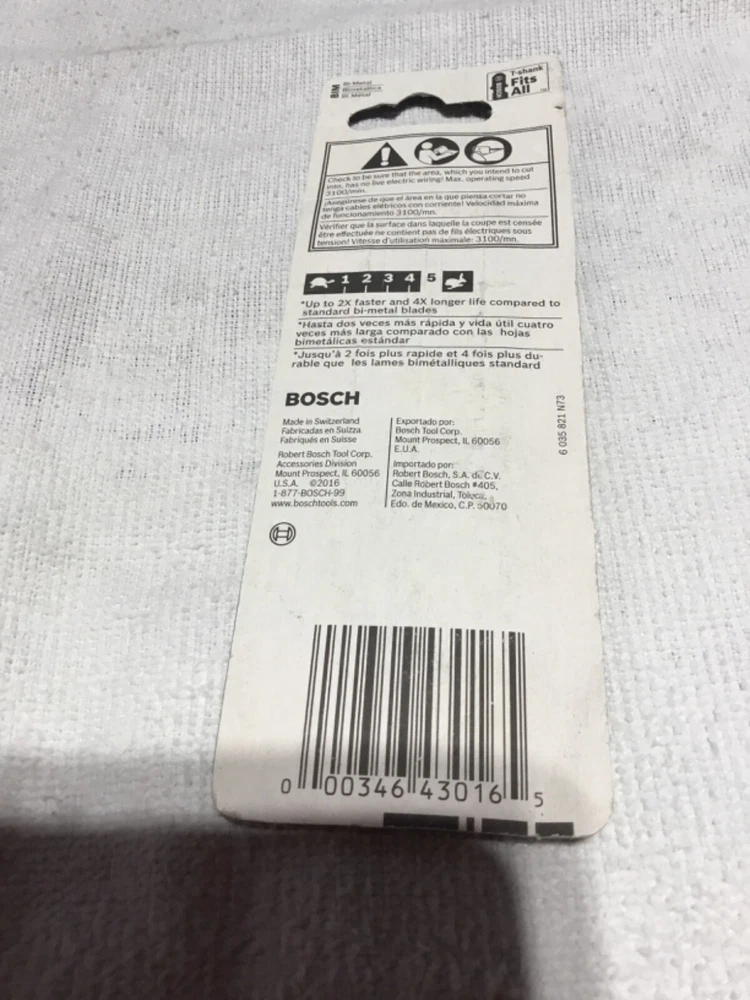 BIM
Bi-Metal
Bimetálica
Bi-Métal
T-shank
Fits
All
Check to be sure that the area, which you intend to cut
into, has no live electric wiring! Max. operating speed
3100/min.
¡Asegúrese de que el área en la que piensa cortar no
tenga cables elétricos con corriente! Velocidad máxima
de funcionamiento 3100/mn.
Vérifier que la surface dans laquelle la coupe est censée
être effectuée ne contient pas de fils électriques sous
tension! Vitesse d'utilisation maximale: 3100/mn.
1 2 3 4 5
*Up to 2X faster and 4X longer life compared to
standard bi-metal blades
*Hasta dos veces más rápida y vida útil cuatro
veces más larga comparado con las hojas
bimetálicas estándar
*Jusqu'à 2 fois plus rapide et 4 fois plus du-
rable que les lames bimétalliques standard
BOSCH
Made in Switzerland
Fabricadas en Suizza
Fabriqués en Suisse
Robert Bosch Tool Corp.
Accessories Division
Mount Prospect, IL 60056
U.S.A. ©2016
1-877-BOSCH-99
www.boschtools.com
Exportado por:
Bosch Tool Corp.
Mount Prospect, IL 60056
E.U.A.
Importado por:
Robert Bosch, S.A. de C.V.
Calle Robert Bosch #405,
Zona Industrial, Toluca,
Edo. de Mexico, C.P. 50070
6 035 821 N73
0 00346 43016 5